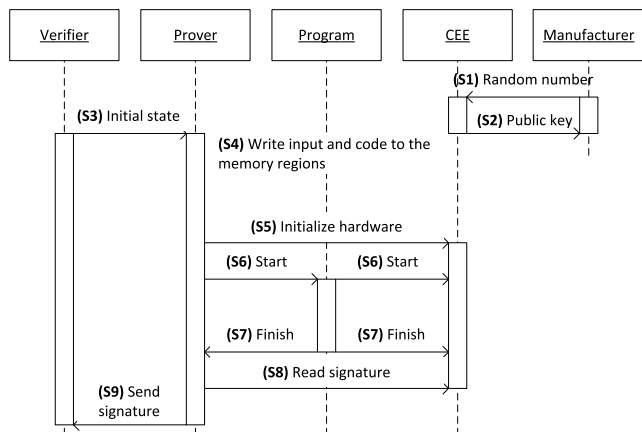 Verifier
Prover
Program
CEE
Manufacturer
(S1) Random number
(S2) Public key
(S3) Initial state
(S4) Write input and code to the
memory regions
(S5) Initialize hardware
(S6) Start
(S6) Start
(S7) Finish
(S7) Finish
(S8) Read signature
(S9) Send
signature